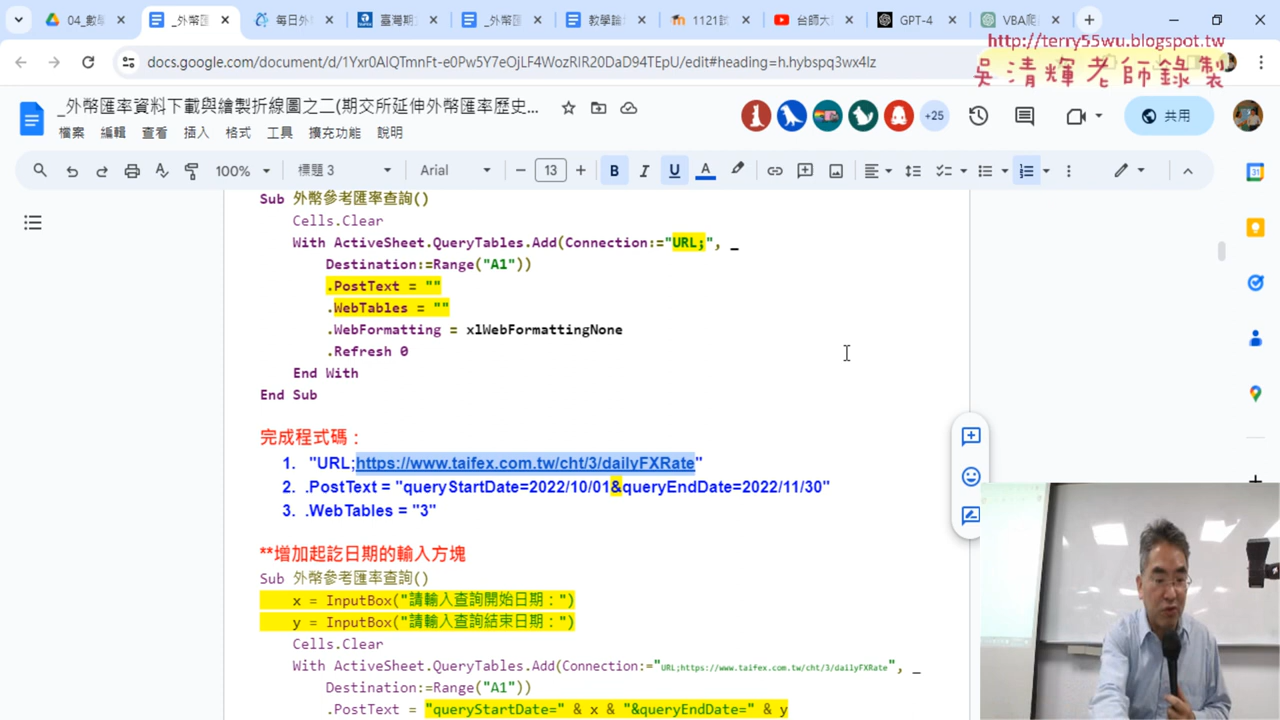 04_數
_外幣匯
每日外
臺灣期
_外幣匯
教學論
1121試
台師大
GPT-4
VBA爬
http://terry55wu.blogspot.tw
吳清輝老師錄製
docs.google.com/document/d/1Yxr0AlQTmnFt-e0Pw5Y7eOjLF4WozRIR20DaD94TEpU/edit#heading=h.hybspq3wx4lz
_外幣匯率資料下載與繪製折線圖之二(期交所延伸外幣匯率歷史...
+25
共用
檔案 編輯 查看 插入 格式 工具 擴充功能 說明
100% 標題 3 Arial 13 B I U A
Sub 外幣參考匯率查詢()
Cells.Clear
With ActiveSheet.QueryTables.Add(Connection:="URL;", _
Destination:=Range("A1"))
.PostText = ""
.WebTables = ""
.WebFormatting = xlWebFormattingNone
.Refresh 0
End With
End Sub
完成程式碼：
1. "URL;https://www.taifex.com.tw/cht/3/dailyFXRate"
2. .PostText = "queryStartDate=2022/10/01&queryEndDate=2022/11/30"
3. .WebTables = "3"
**增加起訖日期的輸入方塊
Sub 外幣參考匯率查詢()
x = InputBox("請輸入查詢開始日期：")
y = InputBox("請輸入查詢結束日期：")
Cells.Clear
With ActiveSheet.QueryTables.Add(Connection:="URL;https://www.taifex.com.tw/cht/3/dailyFXRate", _
Destination:=Range("A1"))
.PostText = "queryStartDate=" & x & "&queryEndDate=" & y